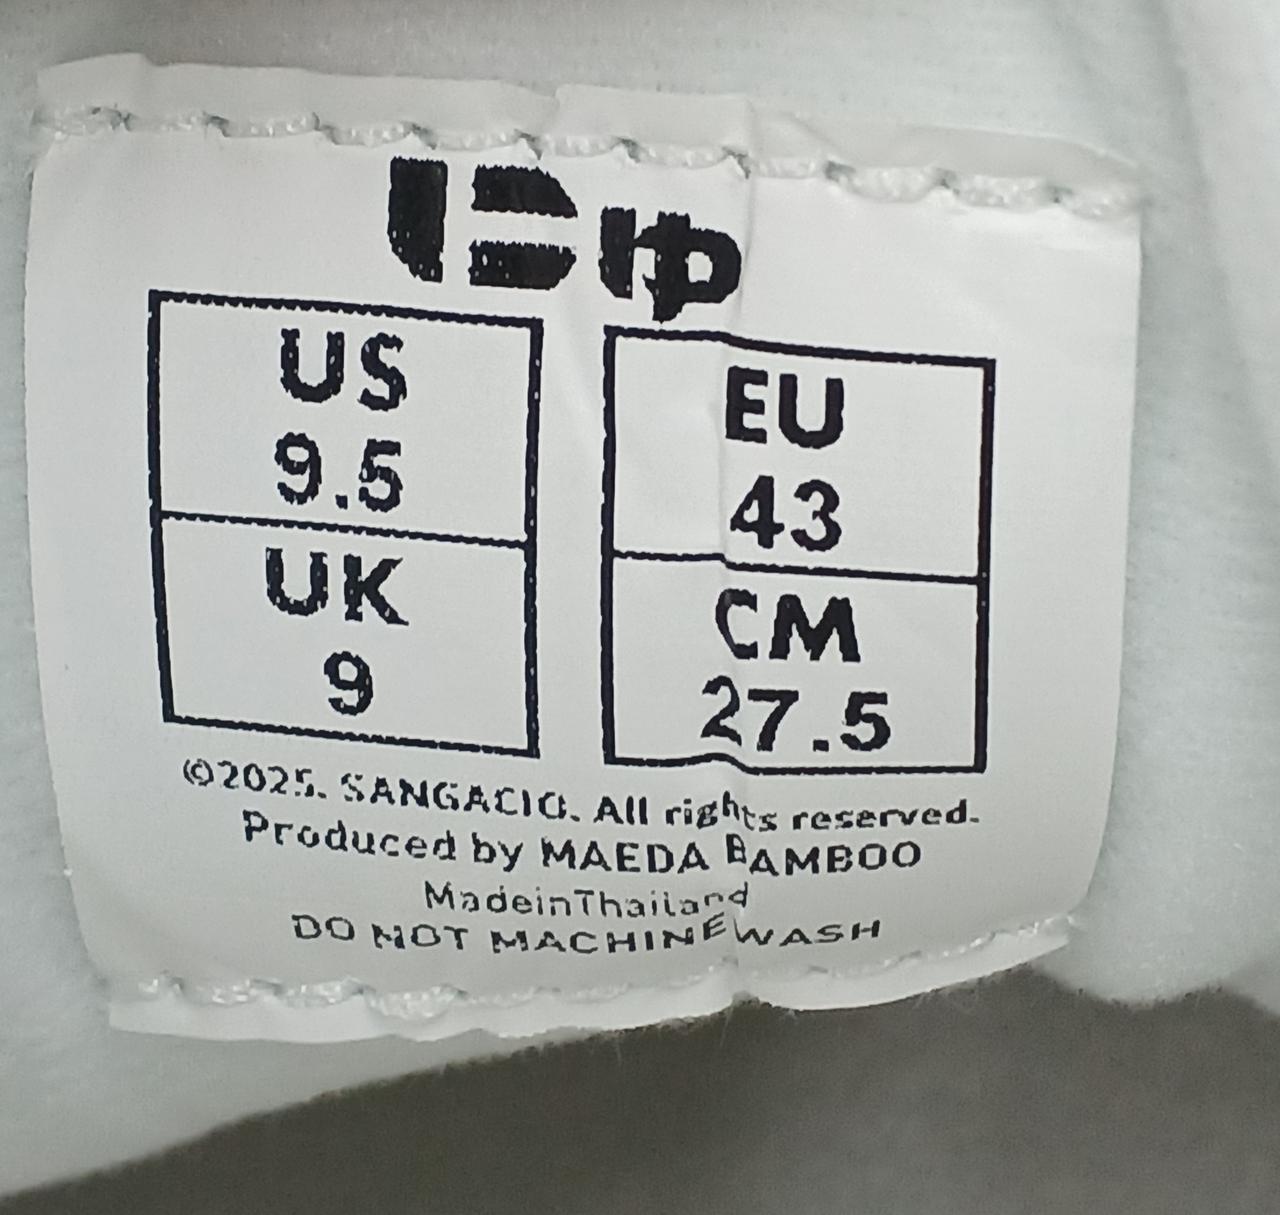 US
9.5
UK
9
EU
43
CM
27.5
©2025. SANGACIO. All rights reserved.
Produced by MAEDA BAMBOO
MadeinThailand
DO NOT MACHINE WASH